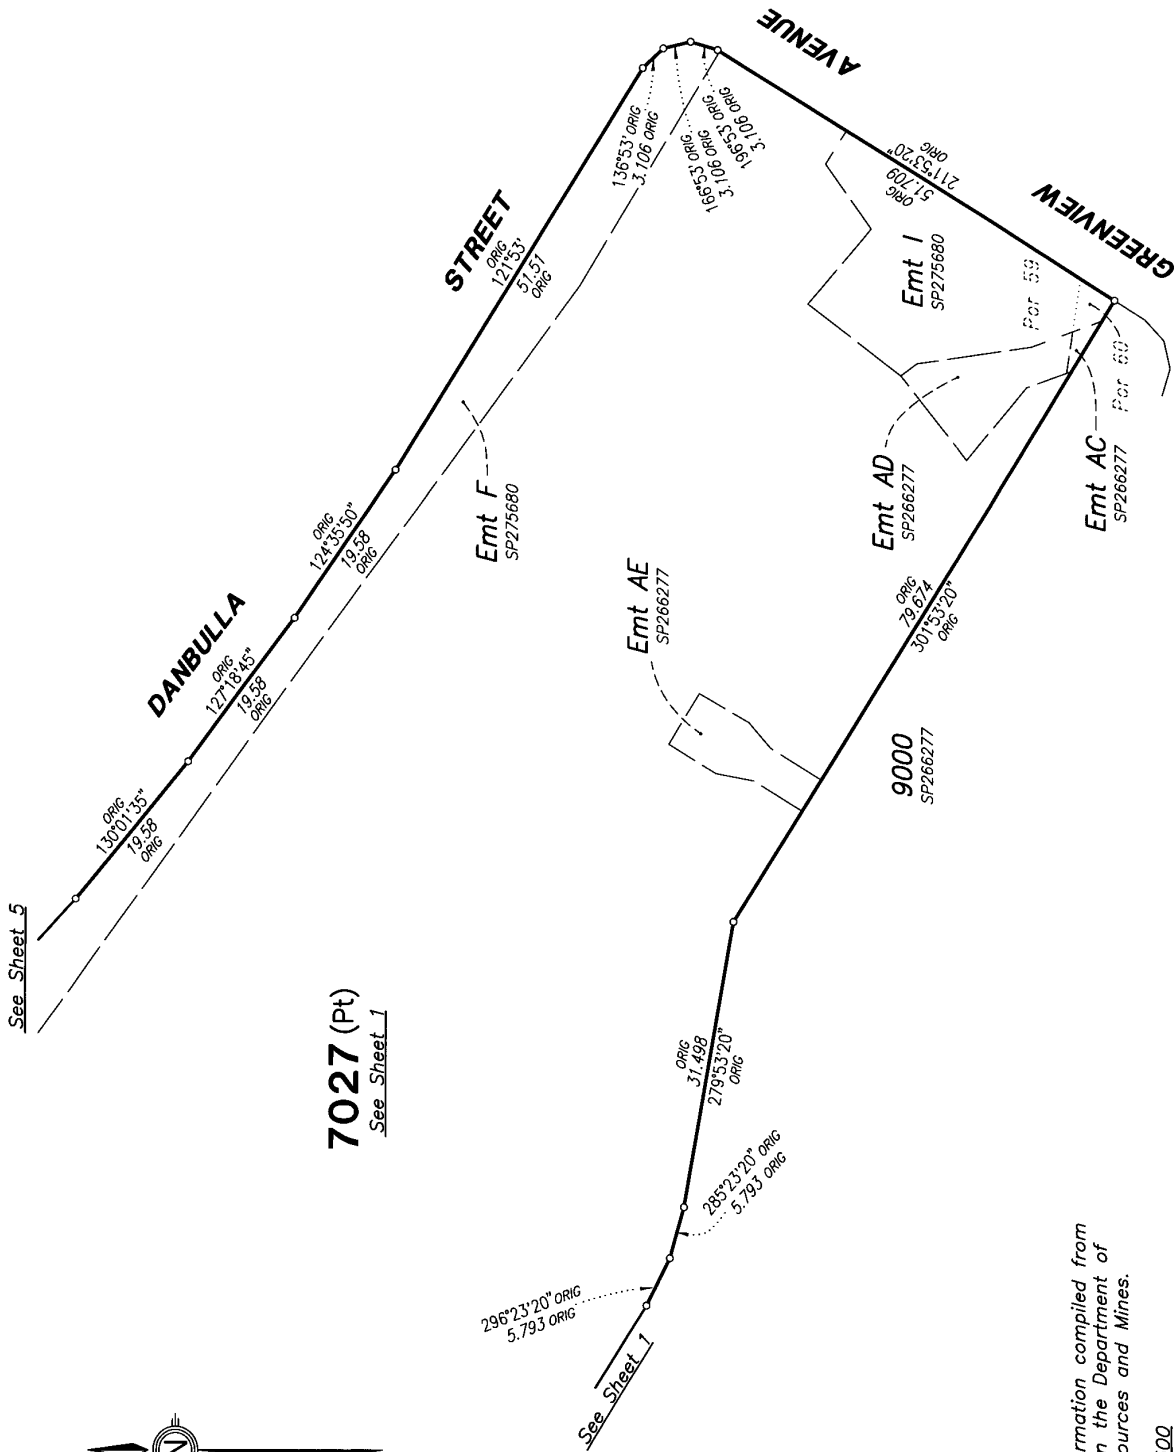 See Sheet 5
DANBULLA
STREET
AVENUE
GREENVIEW
ORIG
130°01'35"
19.58
ORIG
ORIG
127°18'45"
19.58
ORIG
ORIG
124°35'50"
19.58
ORIG
ORIG
121°53'
51.51
ORIG
136°53' ORIG
3.106 ORIG
166°53' ORIG
3.106 ORIG
196°53' ORIG
3.106 ORIG
211°53'20"
ORIG
51.709
ORIG
Emt F
SP275680
Emt I
SP275680
Por 59
Por 60
Emt AD
SP266277
Emt AC
SP266277
Emt AE
SP266277
ORIG
79.674
301°53'20"
ORIG
9000
SP266277
7027 (Pt)
See Sheet 1
ORIG
31.498
279°53'20"
ORIG
285°23'20" ORIG
5.793 ORIG
296°23'20" ORIG
5.793 ORIG
See Sheet 1
N
rmation compiled from
the Department of
ources and Mines.
00